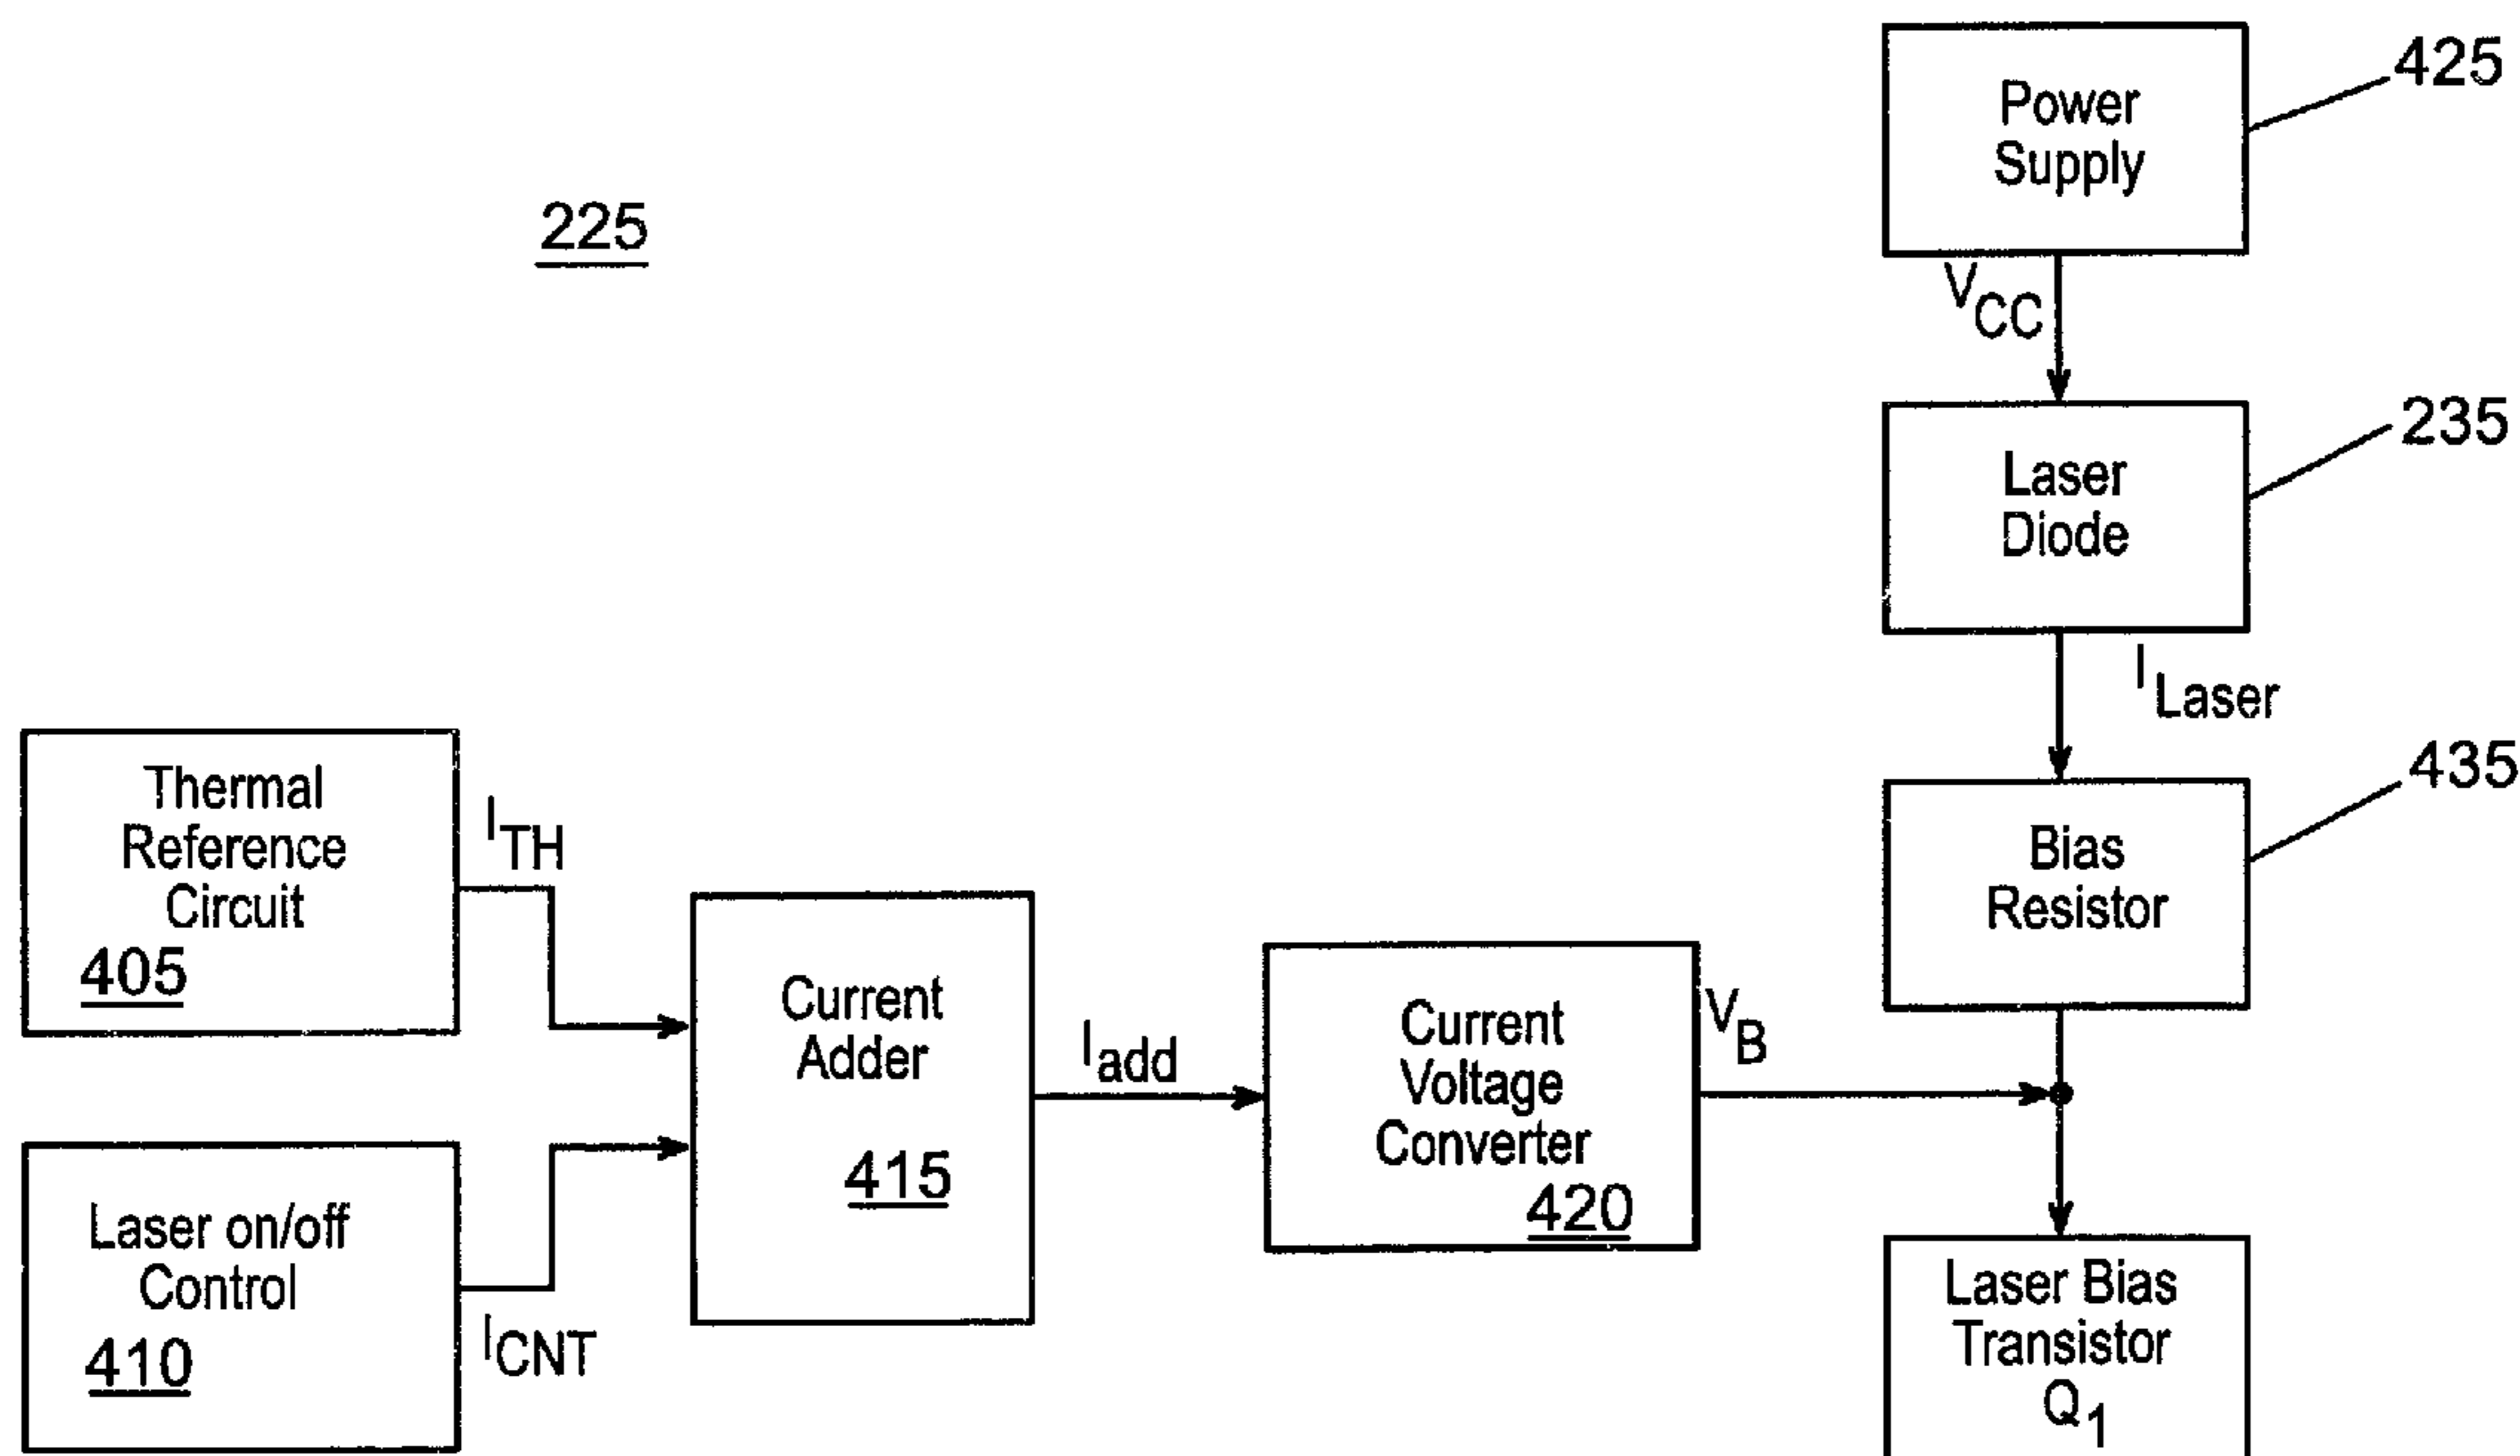 225
Power
Supply
425
VCC
Laser
Diode
235
ILaser
Bias
Resistor
435
Thermal
Reference
Circuit
405
ITH
Laser on/off
Control
410
ICNT
Current
Adder
415
Iadd
Current
Voltage
Converter
420
VB
Laser Bias
Transistor
Q1